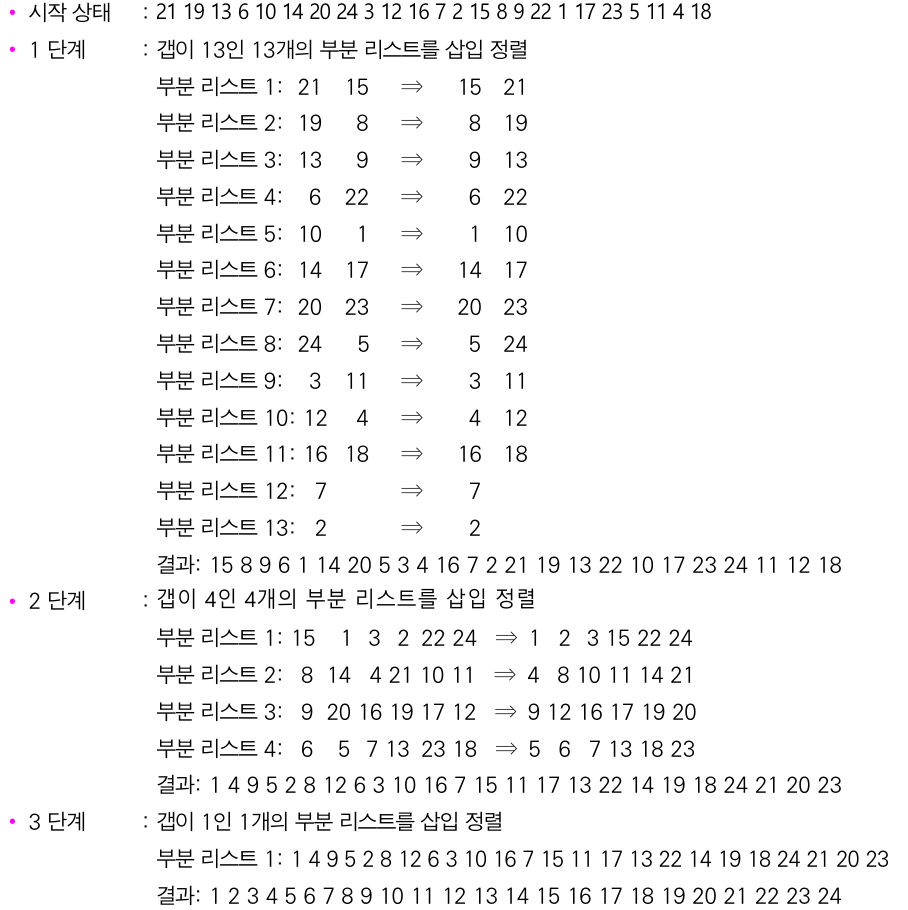 • 시작 상태 : 21 19 13 6 10 14 20 24 3 12 16 7 2 15 8 9 22 1 17 23 5 11 4 18
• 1 단계 : 갭이 13인 13개의 부분 리스트를 삽입 정렬
부분 리스트 1: 21 15 ⇒ 15 21
부분 리스트 2: 19 8 ⇒ 8 19
부분 리스트 3: 13 9 ⇒ 9 13
부분 리스트 4: 6 22 ⇒ 6 22
부분 리스트 5: 10 1 ⇒ 1 10
부분 리스트 6: 14 17 ⇒ 14 17
부분 리스트 7: 20 23 ⇒ 20 23
부분 리스트 8: 24 5 ⇒ 5 24
부분 리스트 9: 3 11 ⇒ 3 11
부분 리스트 10: 12 4 ⇒ 4 12
부분 리스트 11: 16 18 ⇒ 16 18
부분 리스트 12: 7 ⇒ 7
부분 리스트 13: 2 ⇒ 2
결과: 15 8 9 6 1 14 20 5 3 4 16 7 2 21 19 13 22 10 17 23 24 11 12 18
• 2 단계 : 갭이 4인 4개의 부분 리스트를 삽입 정렬
부분 리스트 1: 15 1 3 2 22 24 ⇒ 1 2 3 15 22 24
부분 리스트 2: 8 14 4 21 10 11 ⇒ 4 8 10 11 14 21
부분 리스트 3: 9 20 16 19 17 12 ⇒ 9 12 16 17 19 20
부분 리스트 4: 6 5 7 13 23 18 ⇒ 5 6 7 13 18 23
결과: 1 4 9 5 2 8 12 6 3 10 16 7 15 11 17 13 22 14 19 18 24 21 20 23
• 3 단계 : 갭이 1인 1개의 부분 리스트를 삽입 정렬
부분 리스트 1: 1 4 9 5 2 8 12 6 3 10 16 7 15 11 17 13 22 14 19 18 24 21 20 23
결과: 1 2 3 4 5 6 7 8 9 10 11 12 13 14 15 16 17 18 19 20 21 22 23 24